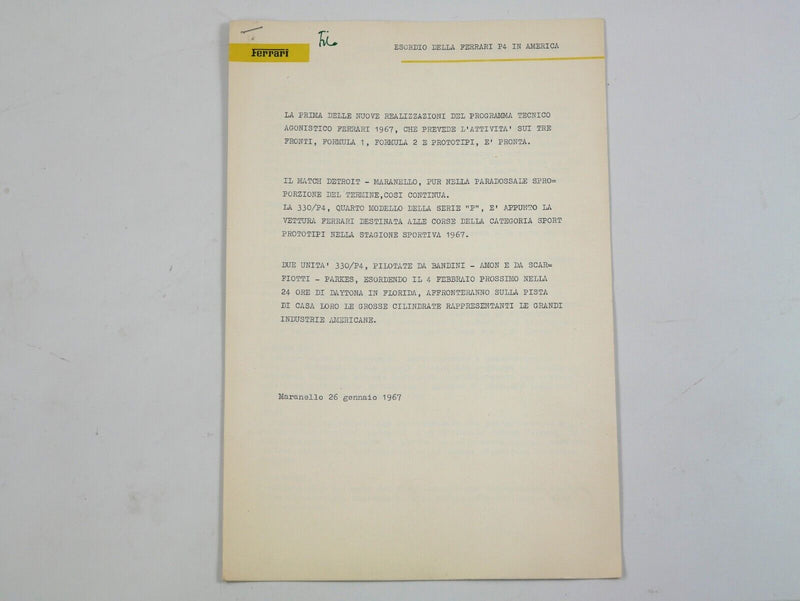 Ferrari
ESORDIO DELLA FERRARI P4 IN AMERICA
LA PRIMA DELLE NUOVE REALIZZAZIONI DEL PROGRAMMA TECNICO
AGONISTICO FERRARI 1967, CHE PREVEDE L'ATTIVITA' SUI TRE
FRONTI, FORMULA 1, FORMULA 2 E PROTOTIPI, E' PRONTA.
IL MATCH DETROIT - MARANELLO, PUR NELLA PARADOSSALE SPRO=
PORZIONE DEL TERMINE,COSI CONTINUA.
LA 330/P4, QUARTO MODELLO DELLA SERIE "P", E' APPUNTO LA
VETTURA FERRARI DESTINATA ALLE CORSE DELLA CATEGORIA SPORT
PROTOTIPI NELLA STAGIONE SPORTIVA 1967.
DUE UNITA' 330/P4, PILOTATE DA BANDINI - AMON E DA SCAR=
FIOTTI - PARKES, ESORDENDO IL 4 FEBBRAIO PROSSIMO NELLA
24 ORE DI DAYTONA IN FLORIDA, AFFRONTERANNO SULLA PISTA
DI CASA LORO LE GROSSE CILINDRATE RAPPRESENTANTI LE GRANDI
INDUSTRIE AMERICANE.
Maranello 26 gennaio 1967